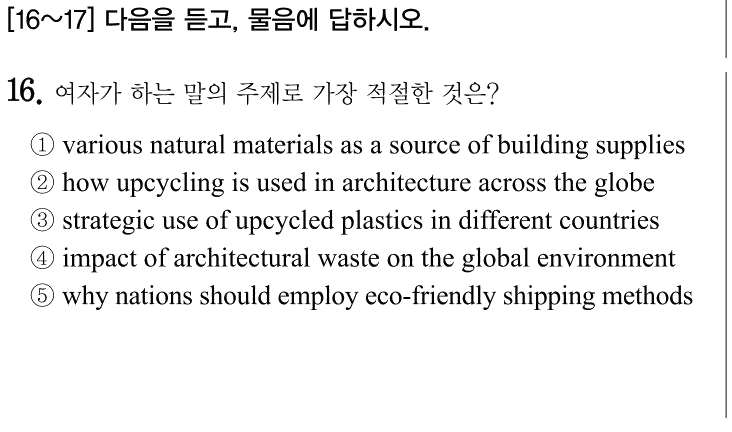 [16~17] 다음을 듣고, 물음에 답하시오.
16. 여자가 하는 말의 주제로 가장 적절한 것은?
① various natural materials as a source of building supplies
② how upcycling is used in architecture across the globe
③ strategic use of upcycled plastics in different countries
④ impact of architectural waste on the global environment
⑤ why nations should employ eco-friendly shipping methods